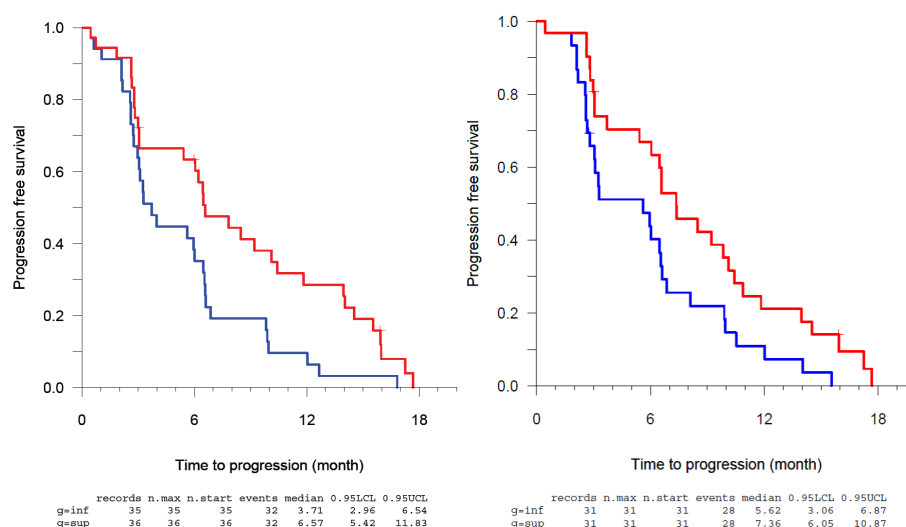 1.0
0.8
0.6
0.4
0.2
0.0
Progression free survival
0 6 12 18
Time to progression (month)
records n.max n.start events median 0.95LCL 0.95UCL
g=inf 35 35 35 32 3.71 2.96 6.54
g=sup 36 36 36 32 6.57 5.42 11.83
1.0
0.8
0.6
0.4
0.2
0.0
Progression free survival
0 6 12 18
Time to progression (month)
records n.max n.start events median 0.95LCL 0.95UCL
g=inf 31 31 31 28 5.62 3.06 6.87
g=sup 31 31 31 28 7.36 6.05 10.87